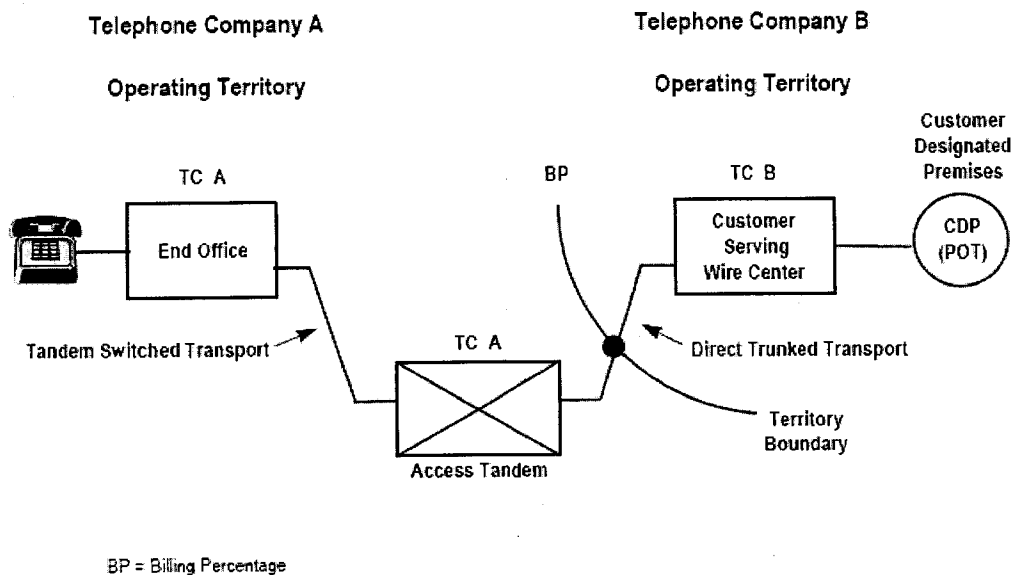 Telephone Company A
Operating Territory
Telephone Company B
Operating Territory
Customer
Designated
Premises
TC A
BP
TC B
End Office
Customer
Serving
Wire Center
CDP
(POT)
Tandem Switched Transport
TC A
Direct Trunked Transport
Territory
Boundary
Access Tandem
BP = Billing Percentage